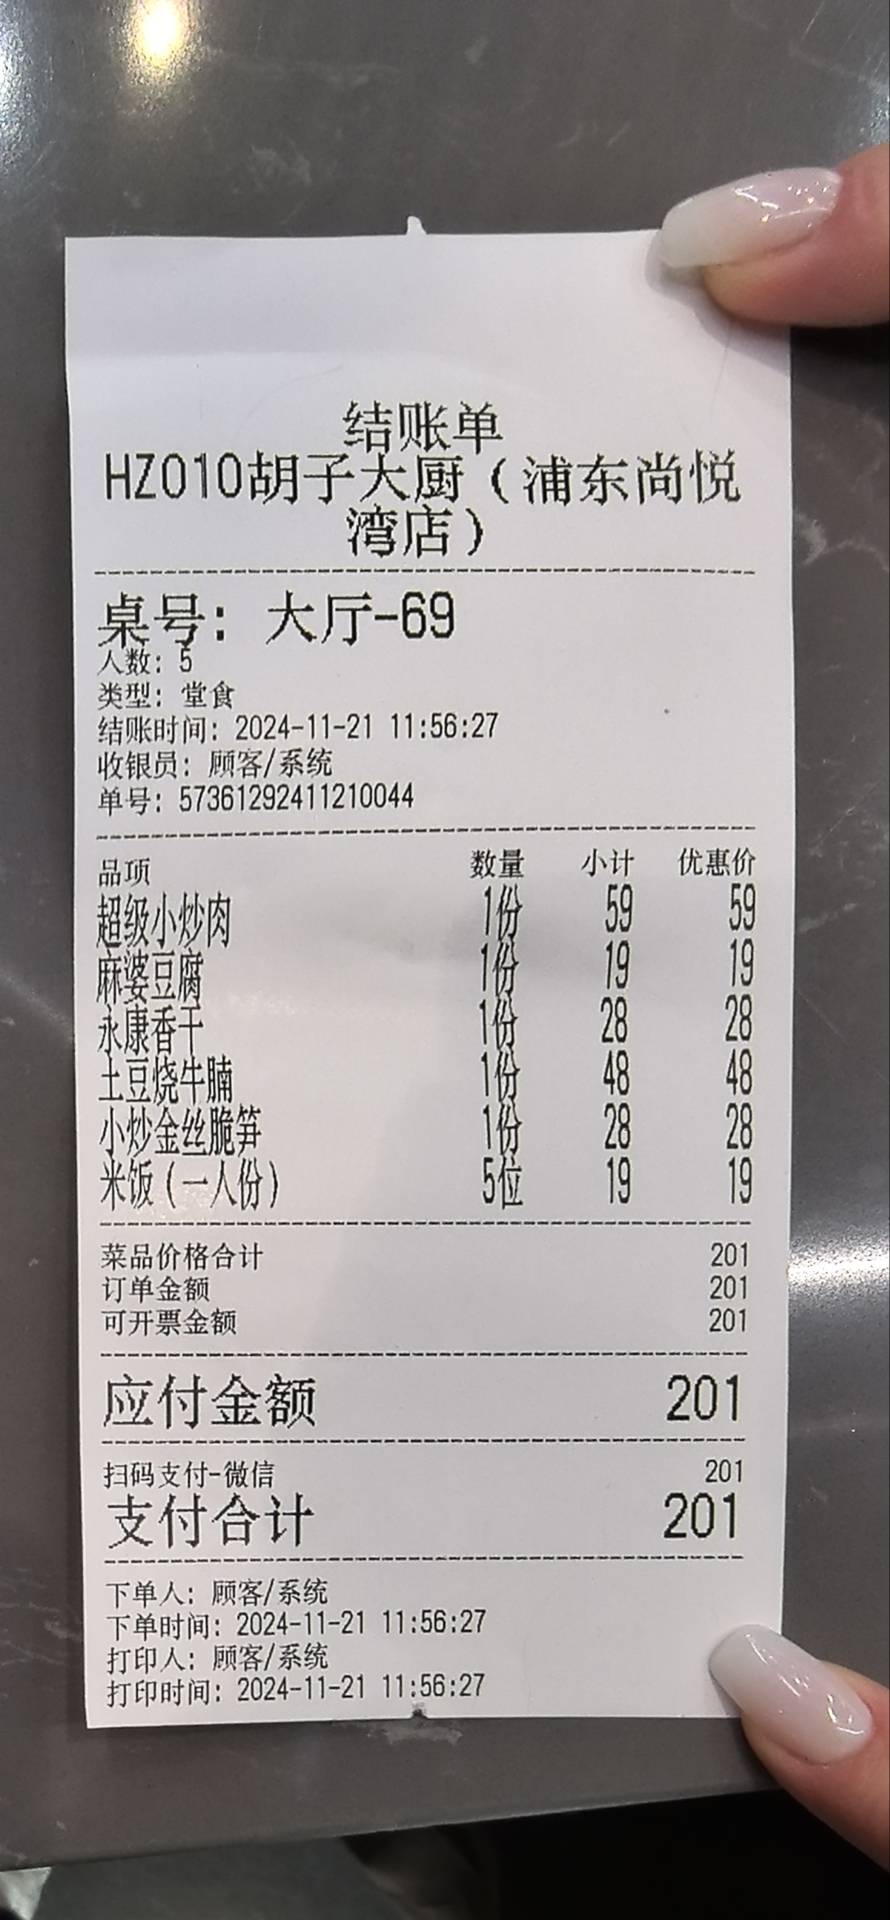 结账单
HZ010胡子大厨（浦东尚悦
湾店）
桌号：大厅-69
人数：5
类型：堂食
结账时间：2024-11-21 11:56:27
收银员：顾客/系统
单号：57361292411210044
品项 数量 小计 优惠价
超级小炒肉 1份 59 59
麻婆豆腐 1份 19 19
永康香干 1份 28 28
土豆烧牛腩 1份 48 48
小炒金丝脆笋 1份 28 28
米饭（一人份） 5位 19 19
菜品价格合计 201
订单金额 201
可开票金额 201
应付金额 201
扫码支付-微信 201
支付合计 201
下单人：顾客/系统
下单时间：2024-11-21 11:56:27
打印人：顾客/系统
打印时间：2024-11-21 11:56:27